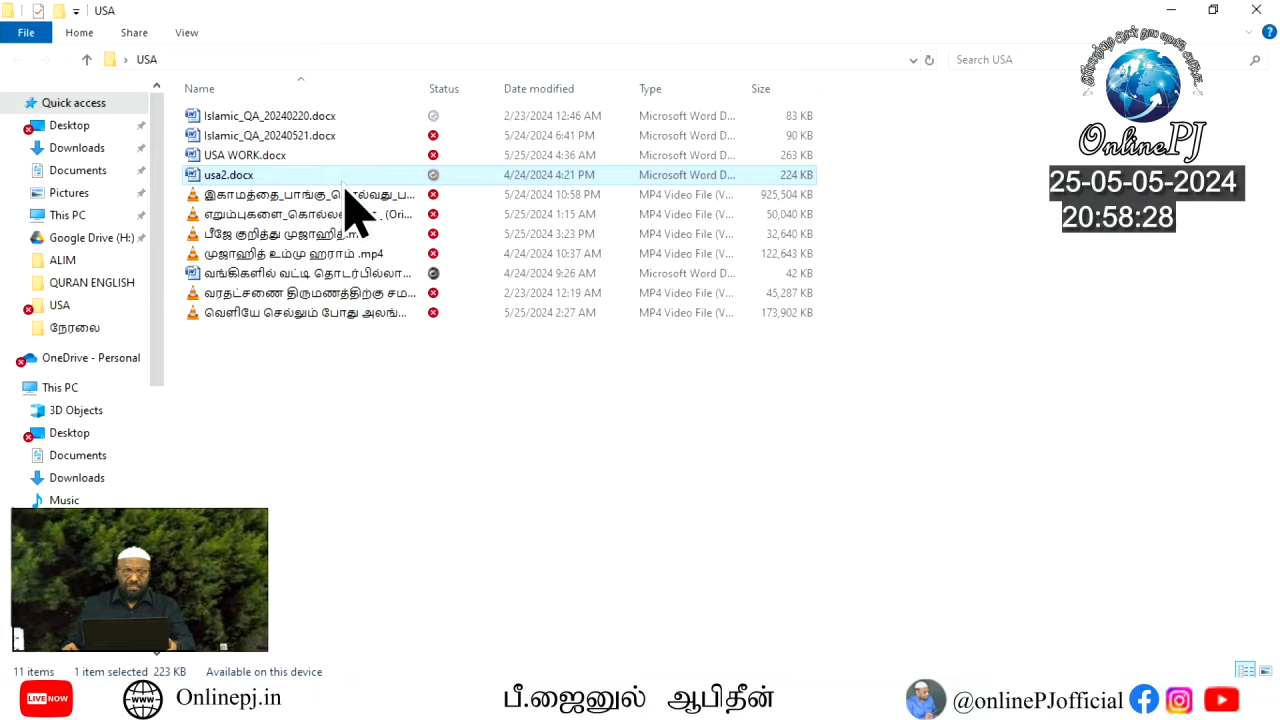 USA
File Home Share View
USA
Search USA
Name Status Date modified Type Size
Quick access
Desktop
Downloads
Documents
Pictures
This PC
Google Drive (H:)
ALIM
QURAN ENGLISH
USA
நேரலை
OneDrive - Personal
This PC
3D Objects
Desktop
Documents
Downloads
Music
Islamic_QA_20240220.docx 2/23/2024 12:46 AM Microsoft Word D... 83 KB
Islamic_QA_20240521.docx 5/24/2024 6:41 PM Microsoft Word D... 90 KB
USA WORK.docx 5/25/2024 4:36 AM Microsoft Word D... 263 KB
usa2.docx 4/24/2024 4:21 PM Microsoft Word D... 224 KB
5/24/2024 10:58 PM MP4 Video File (V... 925,504 KB
(Ori... 5/25/2024 1:15 AM MP4 Video File (V... 50,040 KB
பீஜே குறித்து முஜாஹித் 5/25/2024 3:23 PM MP4 Video File (V... 32,640 KB
முஜாஹித் உம்மு ஹராம் .mp4 4/24/2024 10:37 AM MP4 Video File (V... 122,643 KB
வங்கிகளில் வட்டி தொடர்பில்லா... 4/24/2024 9:26 AM Microsoft Word D... 42 KB
வரதட்சணை திருமணத்திற்கு சம... 2/23/2024 12:19 AM MP4 Video File (V... 45,287 KB
வெளியே செல்லும் போது அலங்... 5/25/2024 2:27 AM MP4 Video File (V... 173,902 KB
OnlinePJ
25-05-05-2024
20:58:28
11 items 1 item selected 223 KB Available on this device
LIVE NOW
WWW
Onlinepj.in
பீ.ஜைனுல் ஆபிதீன்
@onlinePJofficial